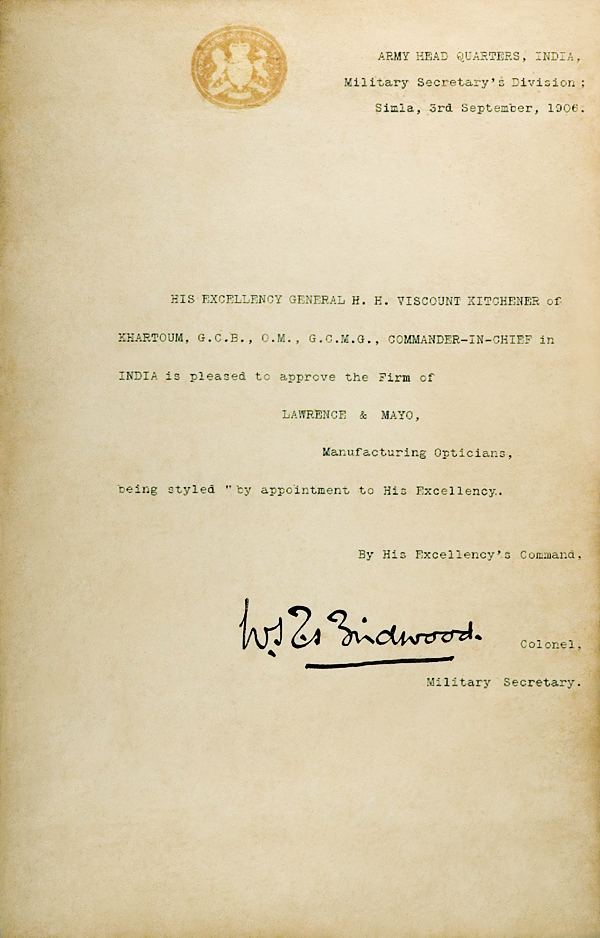 ARMY HEAD QUARTERS, INDIA,
Military Secretary's Division;
Simla, 3rd September, 1906.
HIS EXCELLENCY GENERAL H. H. VISCOUNT KITCHENER of
KHARTOUM, G.C.B., O.M., G.C.M.G., COMMANDER-IN-CHIEF in
INDIA is pleased to approve the Firm of
LAWRENCE & MAYO,
Manufacturing Opticians,
being styled "by appointment to His Excellency.
By His Excellency's Command,
Birdwood.
Colonel,
Military Secretary.